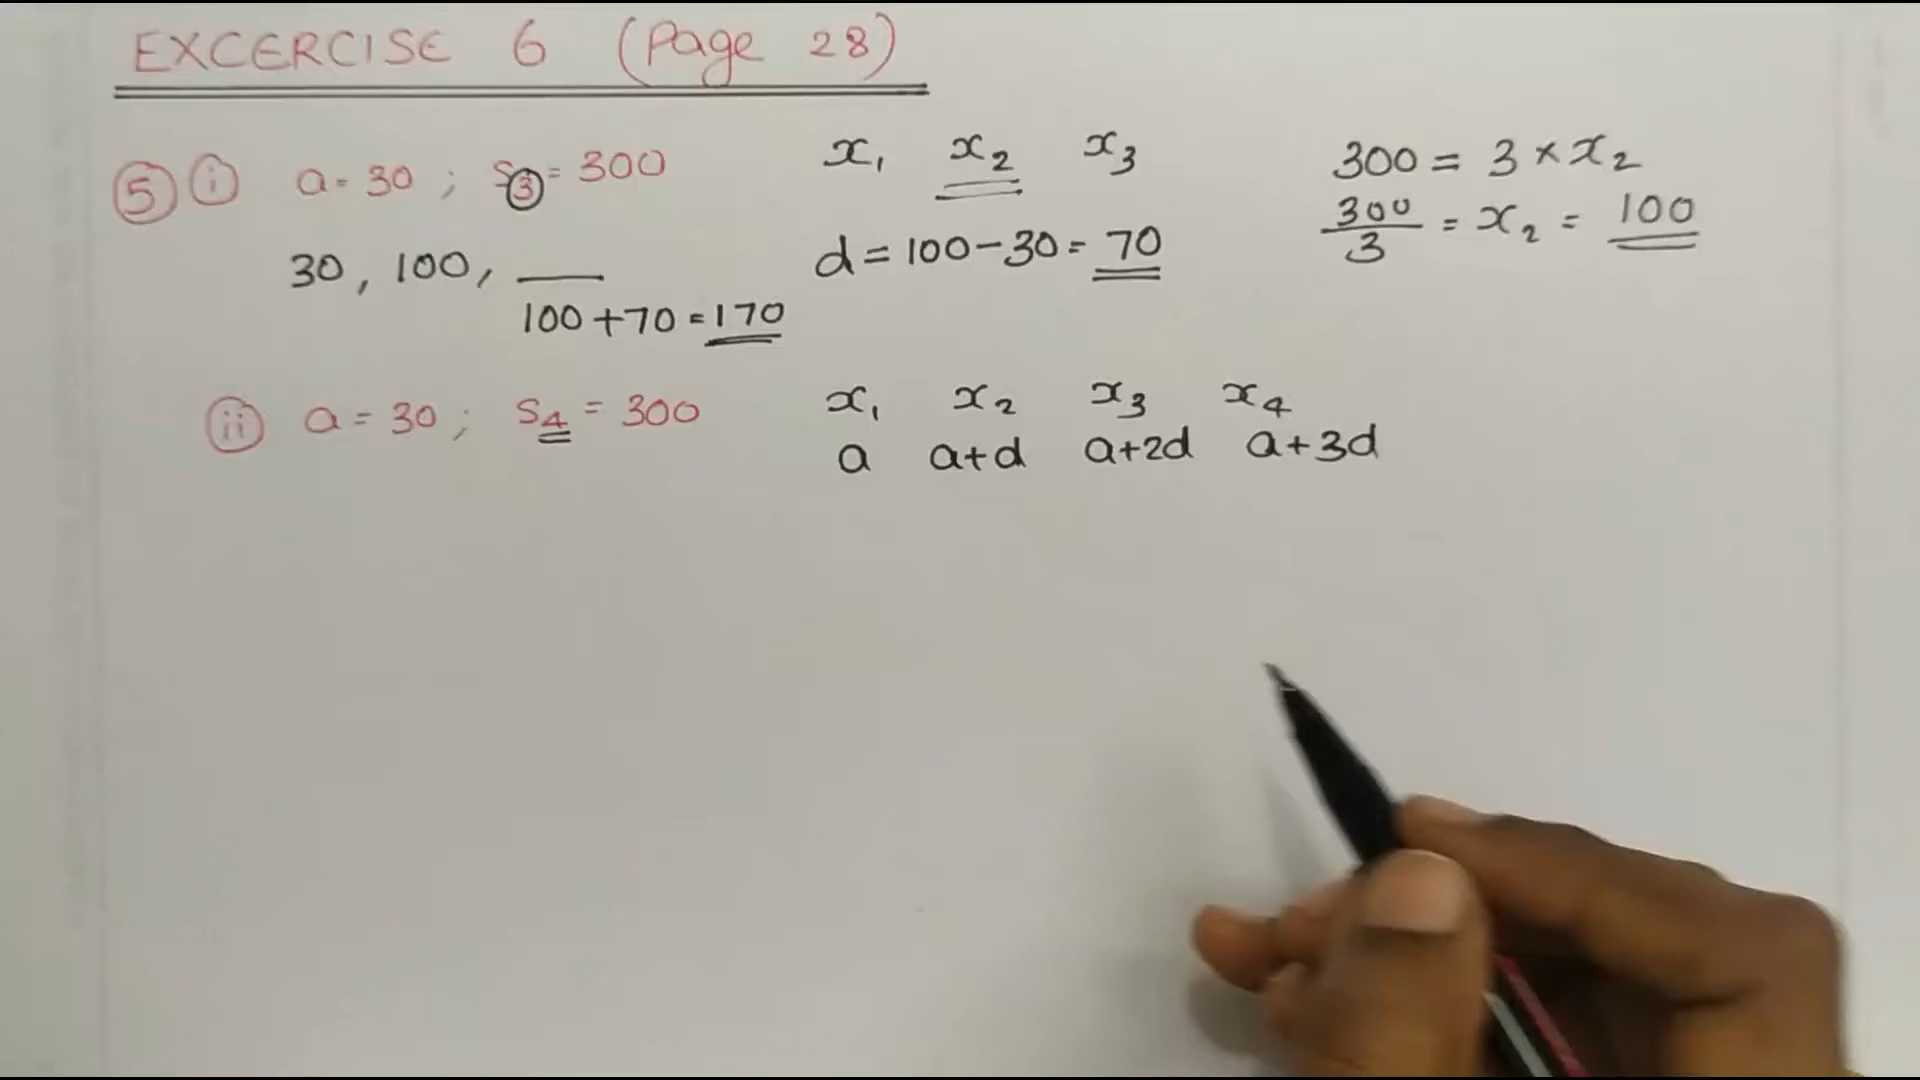 EXCERCISE 6 (Page 28)
5 i a = 30 ; S3 = 300
30, 100, ___
100 + 70 = 170
x1 x2 x3
d = 100 - 30 = 70
300 = 3 × x2
300/3 = x2 = 100
ii a = 30 ; S4 = 300
x1 x2 x3 x4
a a+d a+2d a+3d